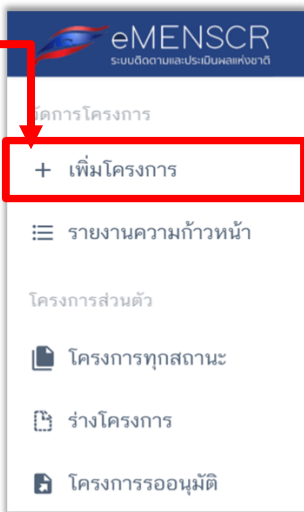 eMENSCR
ระบบติดตามและประเมินผลแห่งชาติ
จัดการโครงการ
+ เพิ่มโครงการ
รายงานความก้าวหน้า
โครงการส่วนตัว
โครงการทุกสถานะ
ร่างโครงการ
โครงการรออนุมัติ